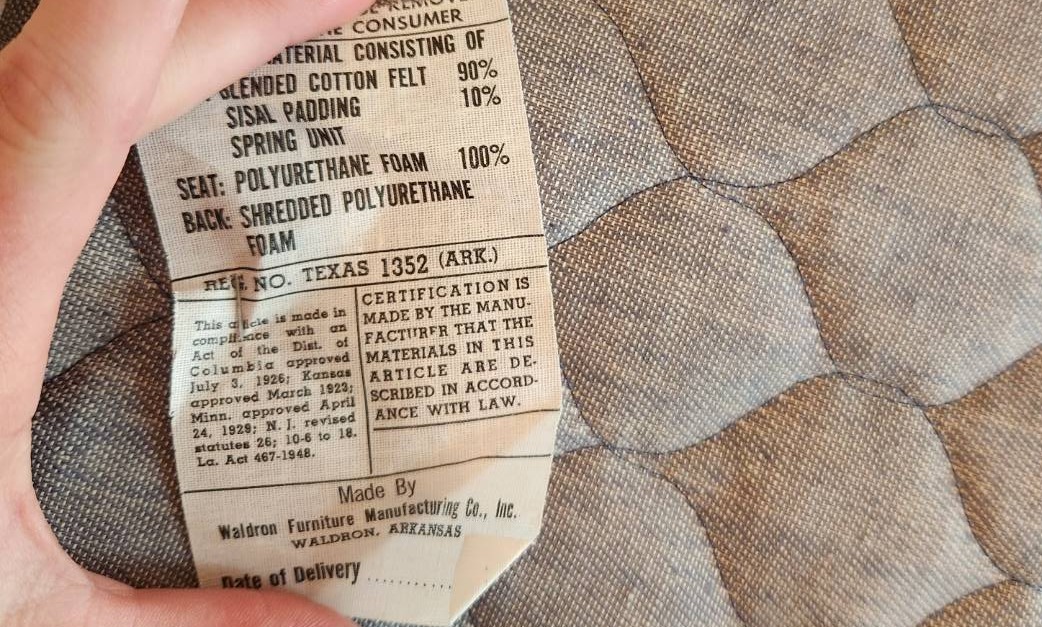 CONSUMER
MATERIAL CONSISTING OF
BLENDED COTTON FELT 90%
SISAL PADDING 10%
SPRING UNIT
SEAT: POLYURETHANE FOAM 100%
BACK: SHREDDED POLYURETHANE
FOAM
REG. NO. TEXAS 1352 (ARK.)
This article is made in
compliance with an
Act of the Dist. of
Columbia approved
July 3, 1926; Kansas
approved March 1923;
Minn. approved April
24, 1929; N. J. revised
statutes 26; 10-6 to 18.
La. Act 467-1948.
CERTIFICATION IS
MADE BY THE MANU-
FACTURER THAT THE
MATERIALS IN THIS
ARTICLE ARE DE-
SCRIBED IN ACCORD-
ANCE WITH LAW.
Made By
Waldron Furniture Manufacturing Co., Inc.
WALDRON, ARKANSAS
Date of Delivery ..............